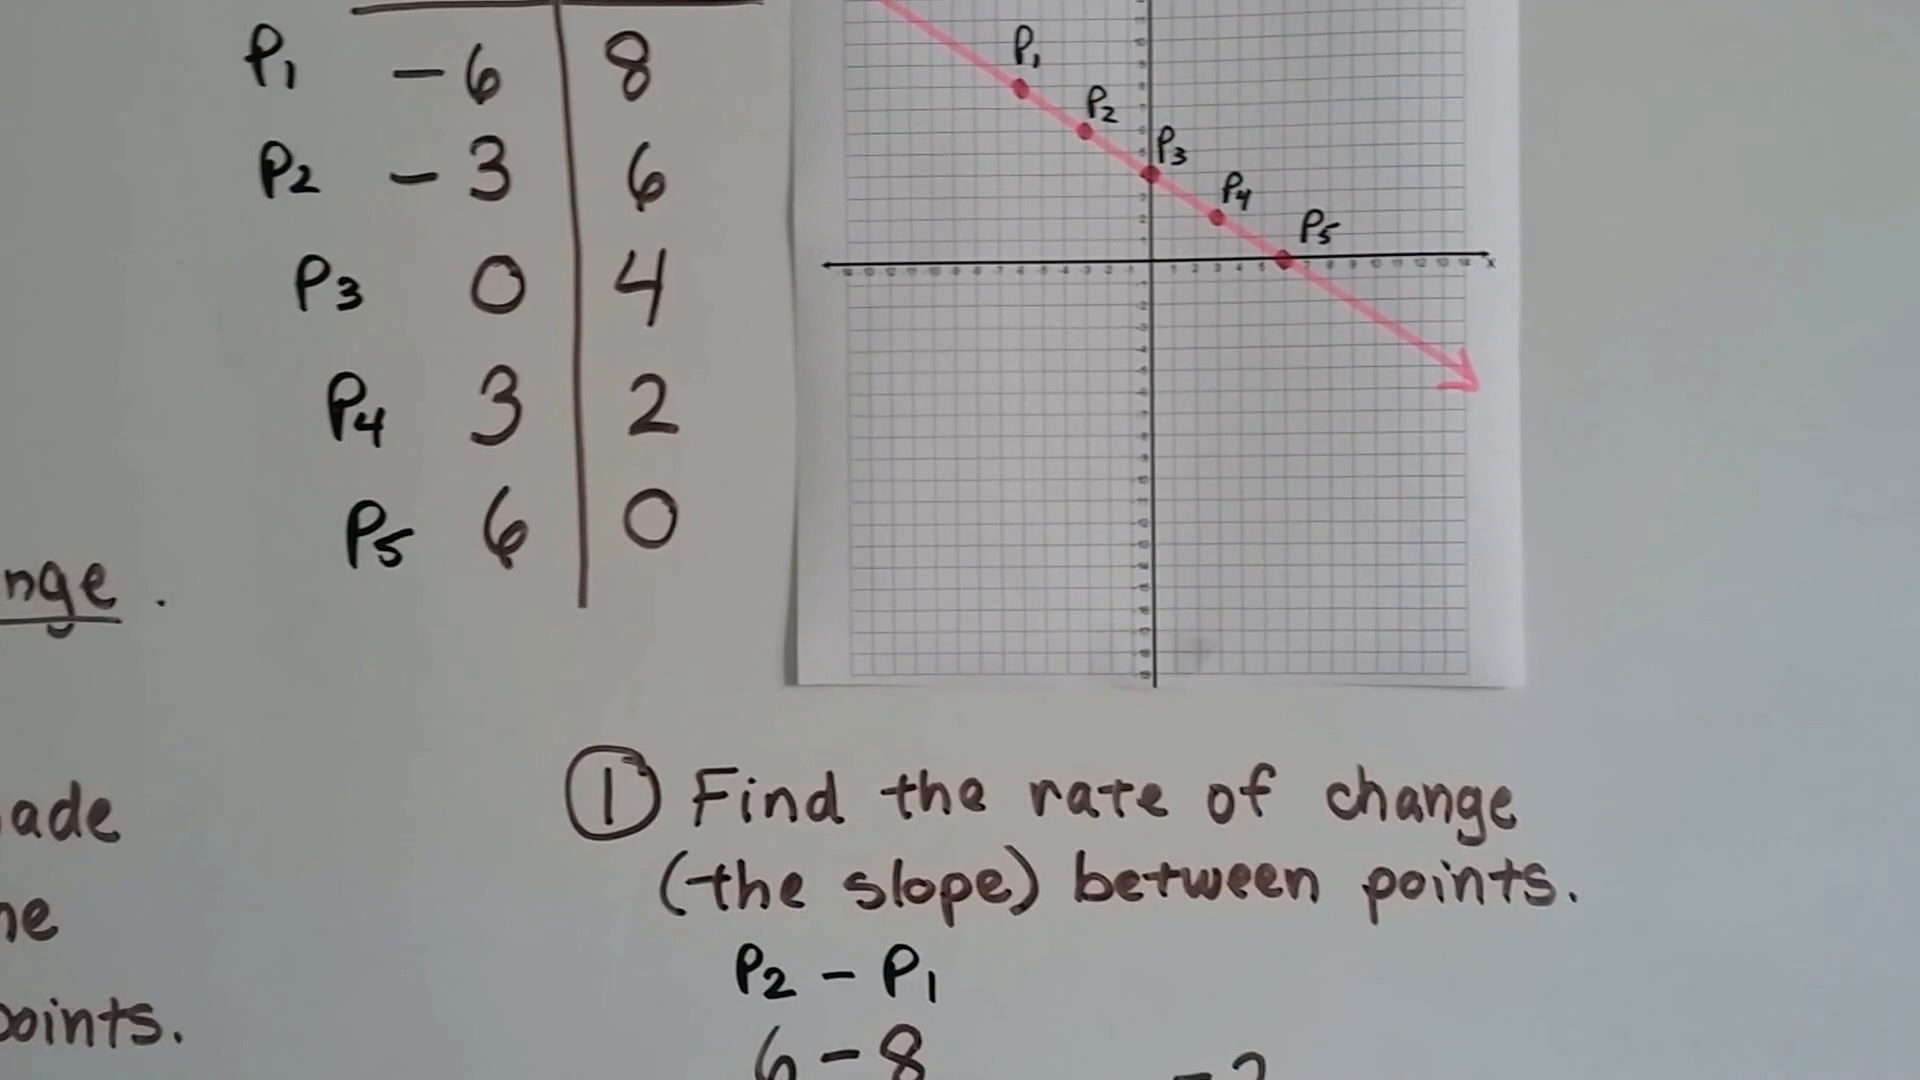 P1 -6 8
P2 -3 6
P3 0 4
P4 3 2
P5 6 0
P1
P2
P3
P4
P5
x
nge.
ade
ne
points.
① Find the rate of change
(the slope) between points.
P2 - P1
6 - 8